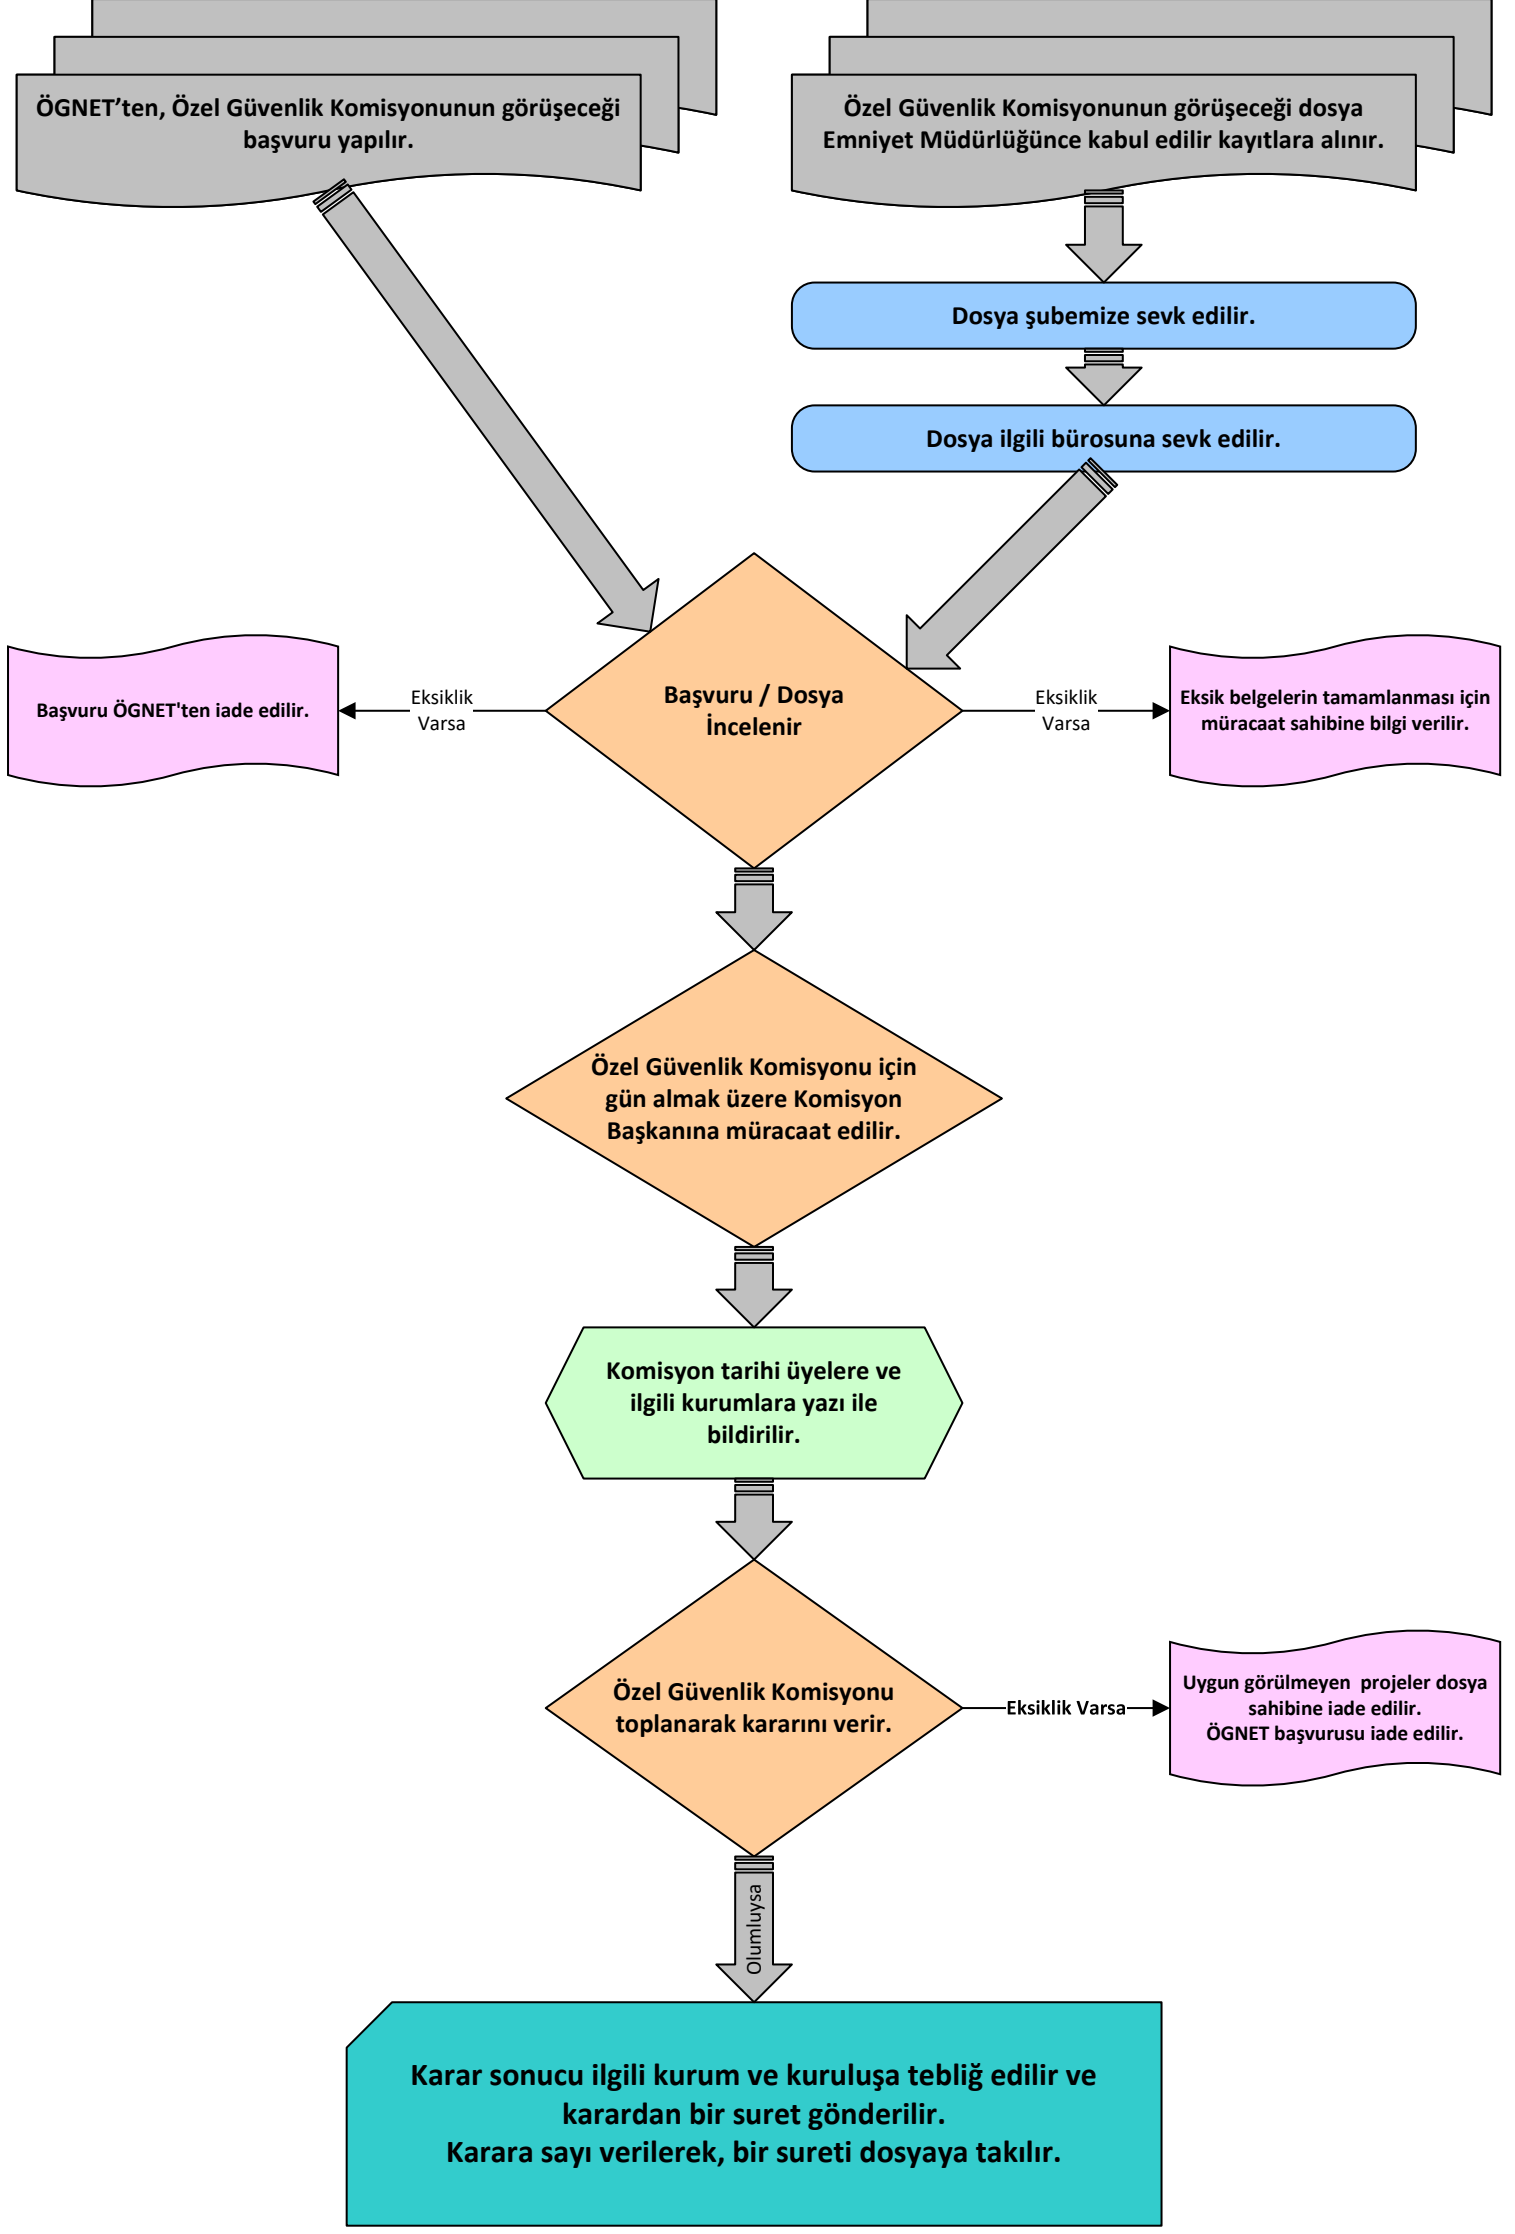 ÖGNET’ten, Özel Güvenlik Komisyonunun görüşeceği
başvuru yapılır.
Özel Güvenlik Komisyonunun görüşeceği dosya
Emniyet Müdürlüğünce kabul edilir kayıtlara alınır.
Dosya şubemize sevk edilir.
Dosya ilgili bürosuna sevk edilir.
Başvuru / Dosya
İncelenir
Eksiklik
Varsa
Başvuru ÖGNET'ten iade edilir.
Eksiklik
Varsa
Eksik belgelerin tamamlanması için
müracaat sahibine bilgi verilir.
Özel Güvenlik Komisyonu için
gün almak üzere Komisyon
Başkanına müracaat edilir.
Komisyon tarihi üyelere ve
ilgili kurumlara yazı ile
bildirilir.
Özel Güvenlik Komisyonu
toplanarak kararını verir.
Eksiklik Varsa
Uygun görülmeyen  projeler dosya
sahibine iade edilir.
ÖGNET başvurusu iade edilir.
Olumluysa
Karar sonucu ilgili kurum ve kuruluşa tebliğ edilir ve
karardan bir suret gönderilir.
Karara sayı verilerek, bir sureti dosyaya takılır.